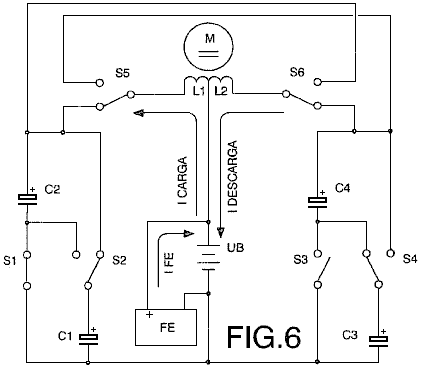 M
S5
S6
L1 L2
I CARGA
I DESCARGA
+
C2
+
C4
S1
S2
UB
S3
S4
I FE
+
C1
+
FE
FIG.6
+
C3